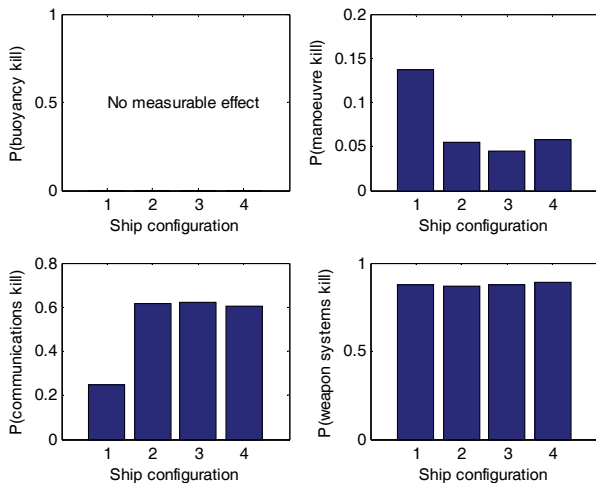 P(buoyancy kill)
1
0.5
0
No measurable effect
1 2 3 4
Ship configuration
P(manoeuvre kill)
0.2
0.15
0.1
0.05
0
1 2 3 4
Ship configuration
P(communications kill)
0.8
0.6
0.4
0.2
0
1 2 3 4
Ship configuration
P(weapon systems kill)
1
0.5
0
1 2 3 4
Ship configuration